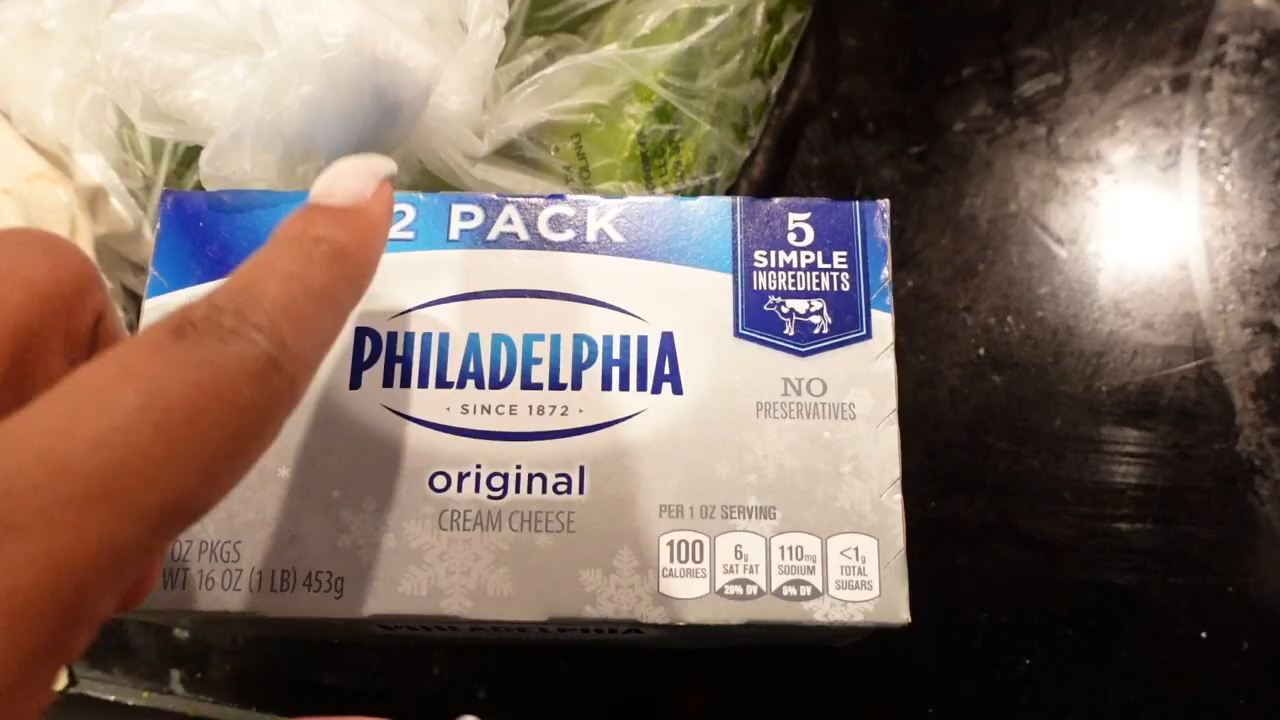 2 PACK
5
SIMPLE
INGREDIENTS
PHILADELPHIA
SINCE 1872
NO
PRESERVATIVES
original
CREAM CHEESE
PER 1 OZ SERVING
100
CALORIES
6g
SAT FAT
29% DV
110mg
SODIUM
5% DV
<1g
TOTAL
SUGARS
OZ PKGS
WT 16 OZ (1 LB) 453g
PHILADELPHIA